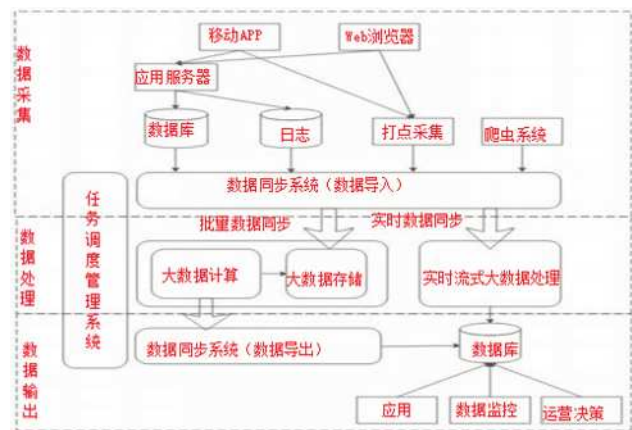 数据采集
移动APP
Web浏览器
应用服务器
数据库
日志
打点采集
爬虫系统
数据同步系统（数据导入）
任务调度管理系统
批量数据同步
实时数据同步
数据处理
大数据计算
大数据存储
实时流式大数据处理
数据输出
数据同步系统（数据导出）
数据库
应用
数据监控
运营决策